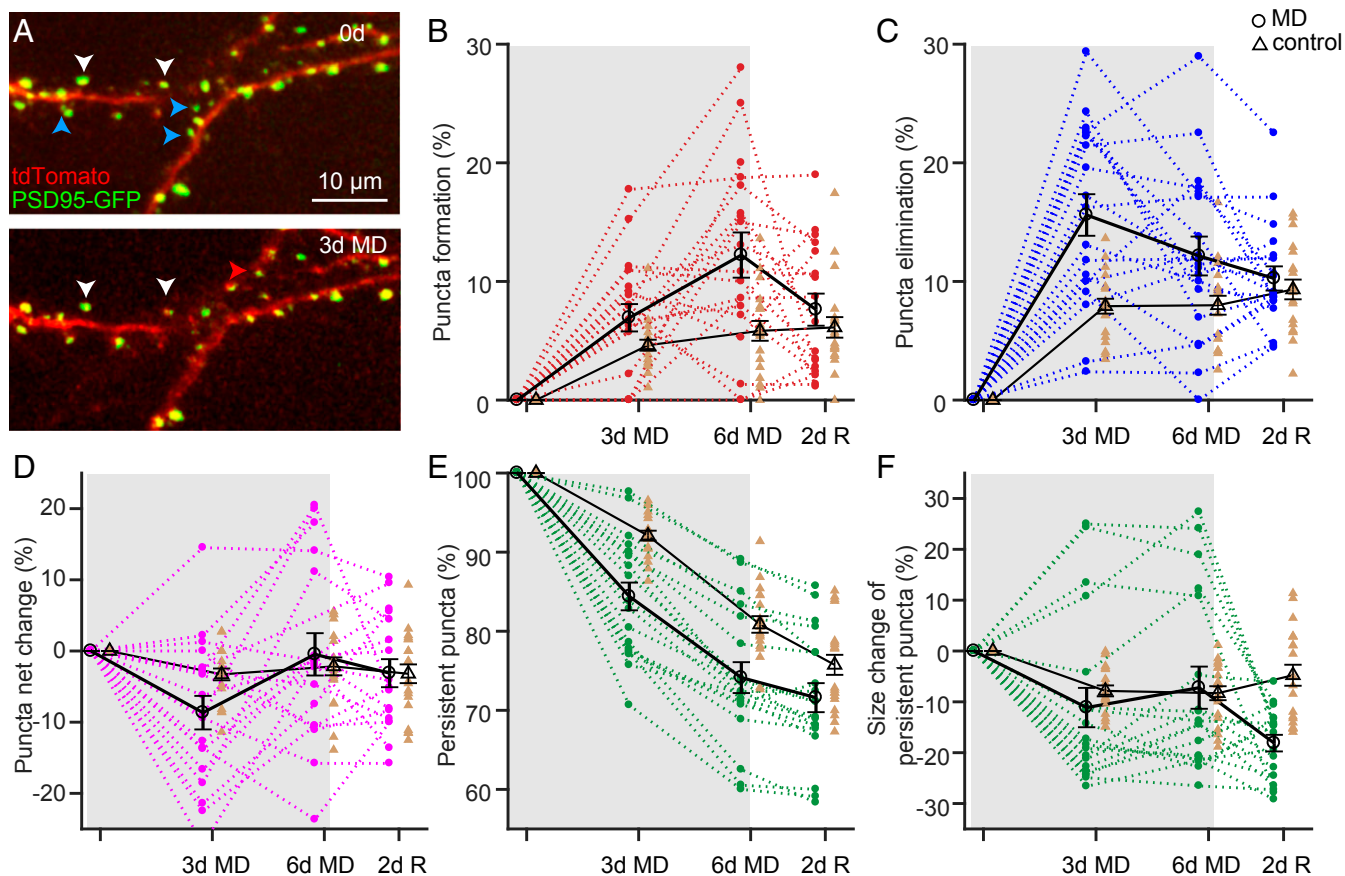 A
0d
tdTomato
PSD95-GFP
10 µm
3d MD
B
Puncta formation (%)
30
20
10
0
3d MD
6d MD
2d R
C
MD
control
Puncta elimination (%)
30
20
10
0
3d MD
6d MD
2d R
D
Puncta net change (%)
20
10
0
-10
-20
3d MD
6d MD
2d R
E
Persistent puncta (%)
100
90
80
70
60
3d MD
6d MD
2d R
F
Size change of
persistent puncta (%)
30
20
10
0
-10
-20
-30
3d MD
6d MD
2d R